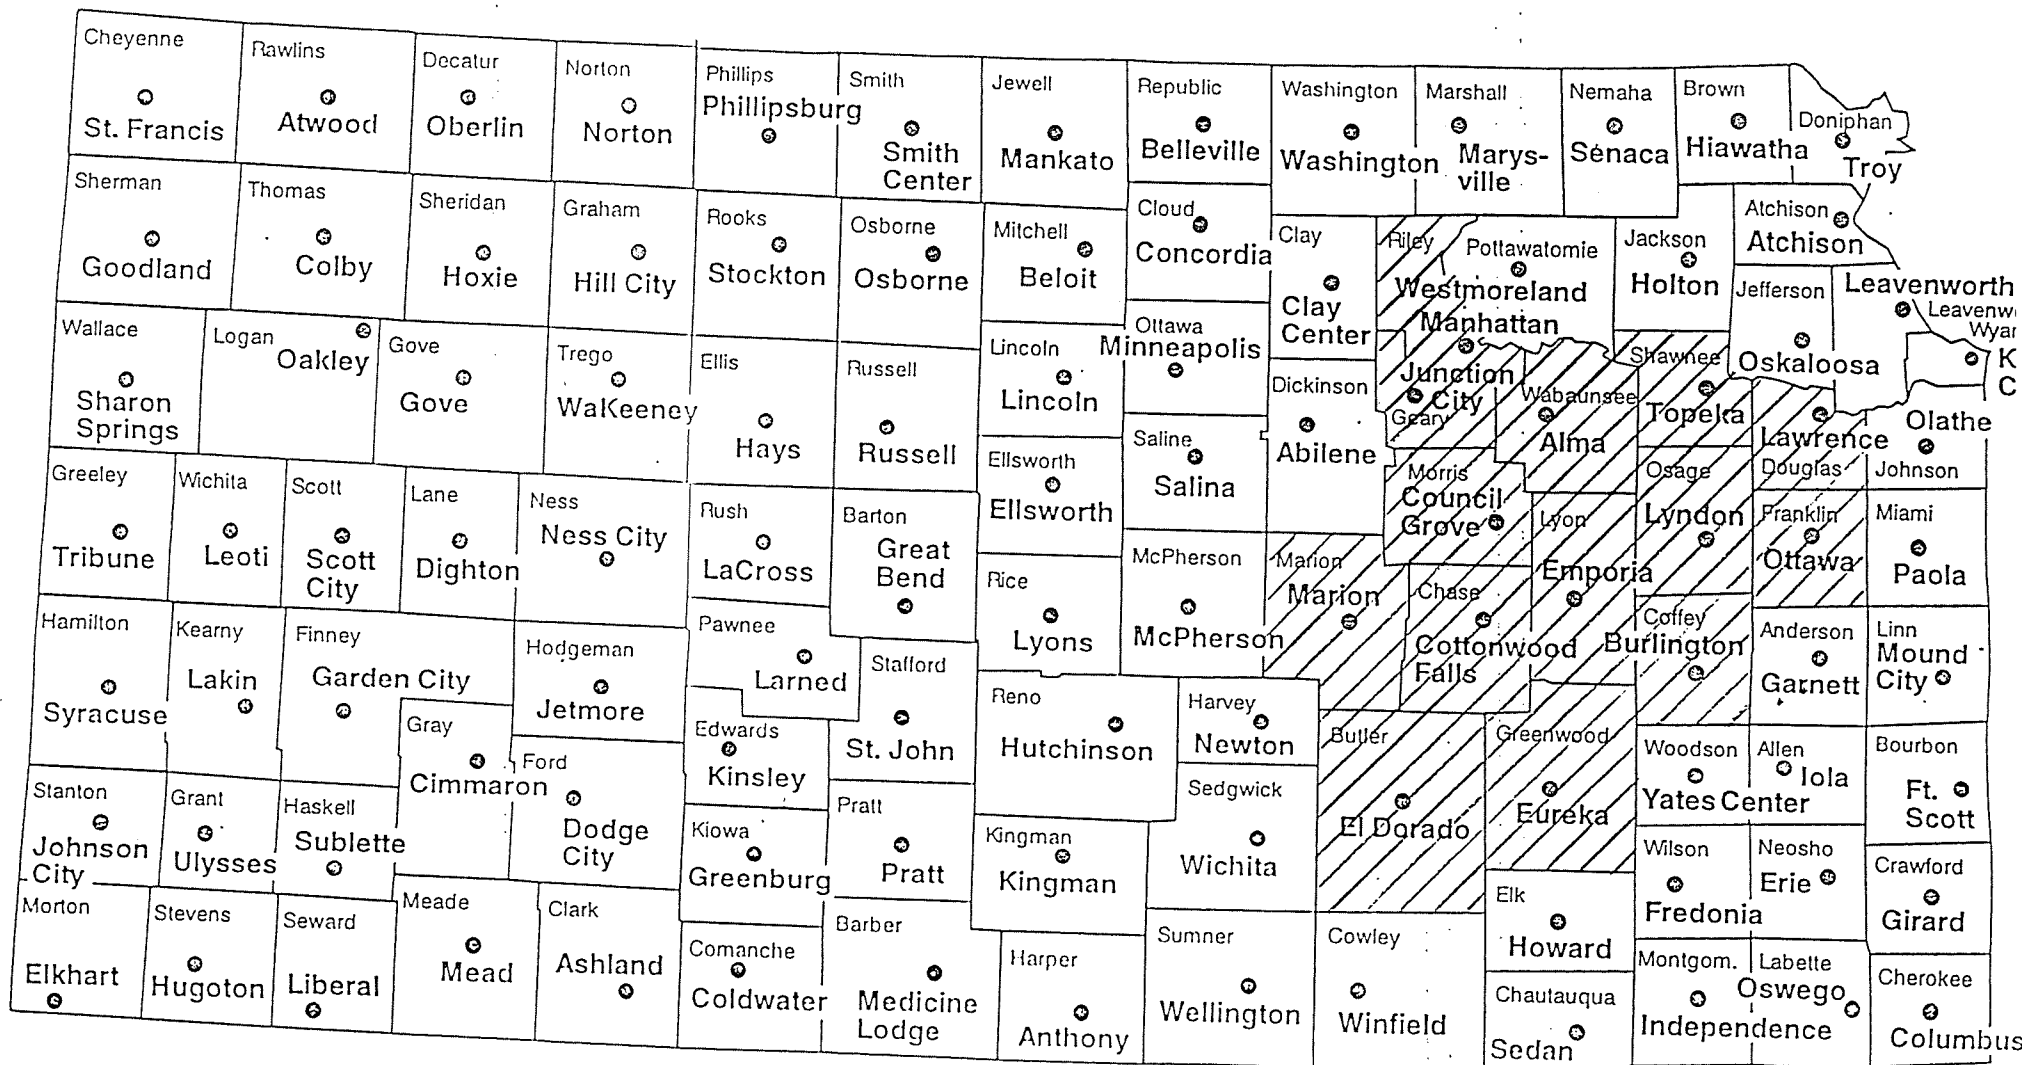 Cheyenne
St. Francis
Rawlins
Atwood
Decatur
Oberlin
Norton
Norton
Phillips
Phillipsburg
Smith
Smith
Center
Jewell
Mankato
Republic
Belleville
Washington
Washington
Marshall
Marys-
ville
Nemaha
Senaca
Brown
Hiawatha
Doniphan
Troy
Sherman
Goodland
Thomas
Colby
Sheridan
Hoxie
Graham
Hill City
Rooks
Stockton
Osborne
Osborne
Mitchell
Beloit
Cloud
Concordia
Clay
Clay
Center
Riley
Manhattan
Pottawatomie
Westmoreland
Jackson
Holton
Atchison
Atchison
Jefferson
Oskaloosa
Leavenworth
Leavenw
Wyan
K
C
Wallace
Sharon
Springs
Logan
Oakley
Gove
Gove
Trego
WaKeeney
Ellis
Hays
Russell
Russell
Lincoln
Lincoln
Ottawa
Minneapolis
Saline
Salina
Dickinson
Abilene
Junction
City
Geary
Wabaunsee
Alma
Shawnee
Topeka
Lawrence
Douglas
Olathe
Johnson
Greeley
Tribune
Wichita
Leoti
Scott
Scott
City
Lane
Dighton
Ness
Ness City
Rush
LaCross
Barton
Great
Bend
Ellsworth
Ellsworth
Rice
Lyons
McPherson
McPherson
Marion
Marion
Morris
Council
Grove
Chase
Cottonwood
Falls
Lyon
Emporia
Osage
Lyndon
Franklin
Ottawa
Miami
Paola
Coffey
Burlington
Anderson
Garnett
Linn
Mound
City
Hamilton
Syracuse
Kearny
Lakin
Finney
Garden City
Hodgeman
Jetmore
Pawnee
Larned
Stafford
St. John
Edwards
Kinsley
Reno
Hutchinson
Harvey
Newton
Butler
El Dorado
Greenwood
Eureka
Woodson
Yates Center
Allen
Iola
Bourbon
Ft.
Scott
Gray
Cimmaron
Ford
Dodge
City
Stanton
Johnson
City
Grant
Ulysses
Haskell
Sublette
Kiowa
Greenburg
Pratt
Pratt
Kingman
Kingman
Sedgwick
Wichita
Elk
Howard
Wilson
Fredonia
Neosho
Erie
Crawford
Girard
Morton
Elkhart
Stevens
Hugoton
Seward
Liberal
Meade
Mead
Clark
Ashland
Comanche
Coldwater
Barber
Medicine
Lodge
Harper
Anthony
Sumner
Wellington
Cowley
Winfield
Chautauqua
Sedan
Montgom.
Independence
Labette
Oswego
Cherokee
Columbus